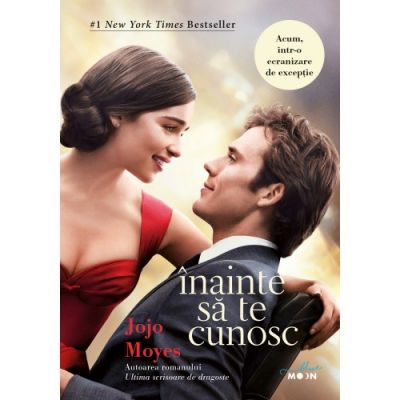 #1 New York Times Bestseller
Acum,
într-o
ecranizare
de excepție
înainte
să te
cunosc
Jojo
Moyes
Autoarea romanului
Ultima scrisoare de dragoste
Blue
MOON